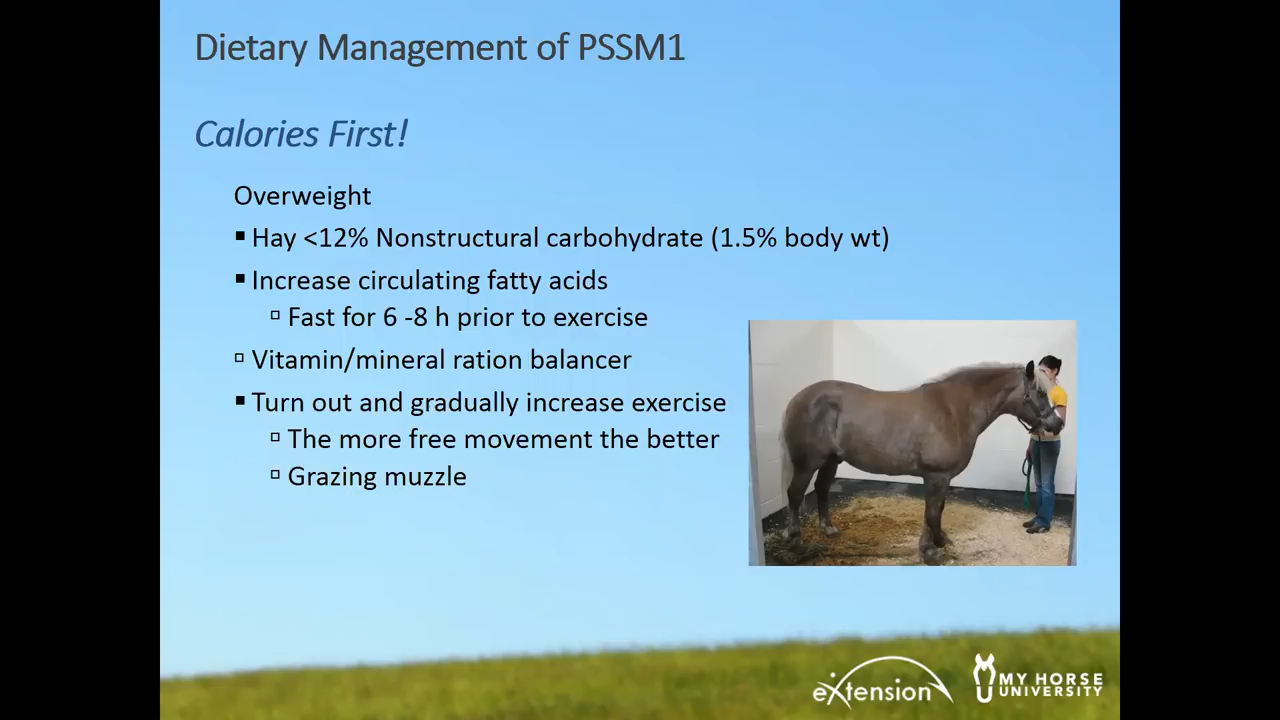 Dietary Management of PSSM1
Calories First!
Overweight
▪ Hay <12% Nonstructural carbohydrate (1.5% body wt)
▪ Increase circulating fatty acids
▫ Fast for 6 -8 h prior to exercise
▫ Vitamin/mineral ration balancer
▪ Turn out and gradually increase exercise
▫ The more free movement the better
▫ Grazing muzzle
eXtension
MY HORSE
UNIVERSITY